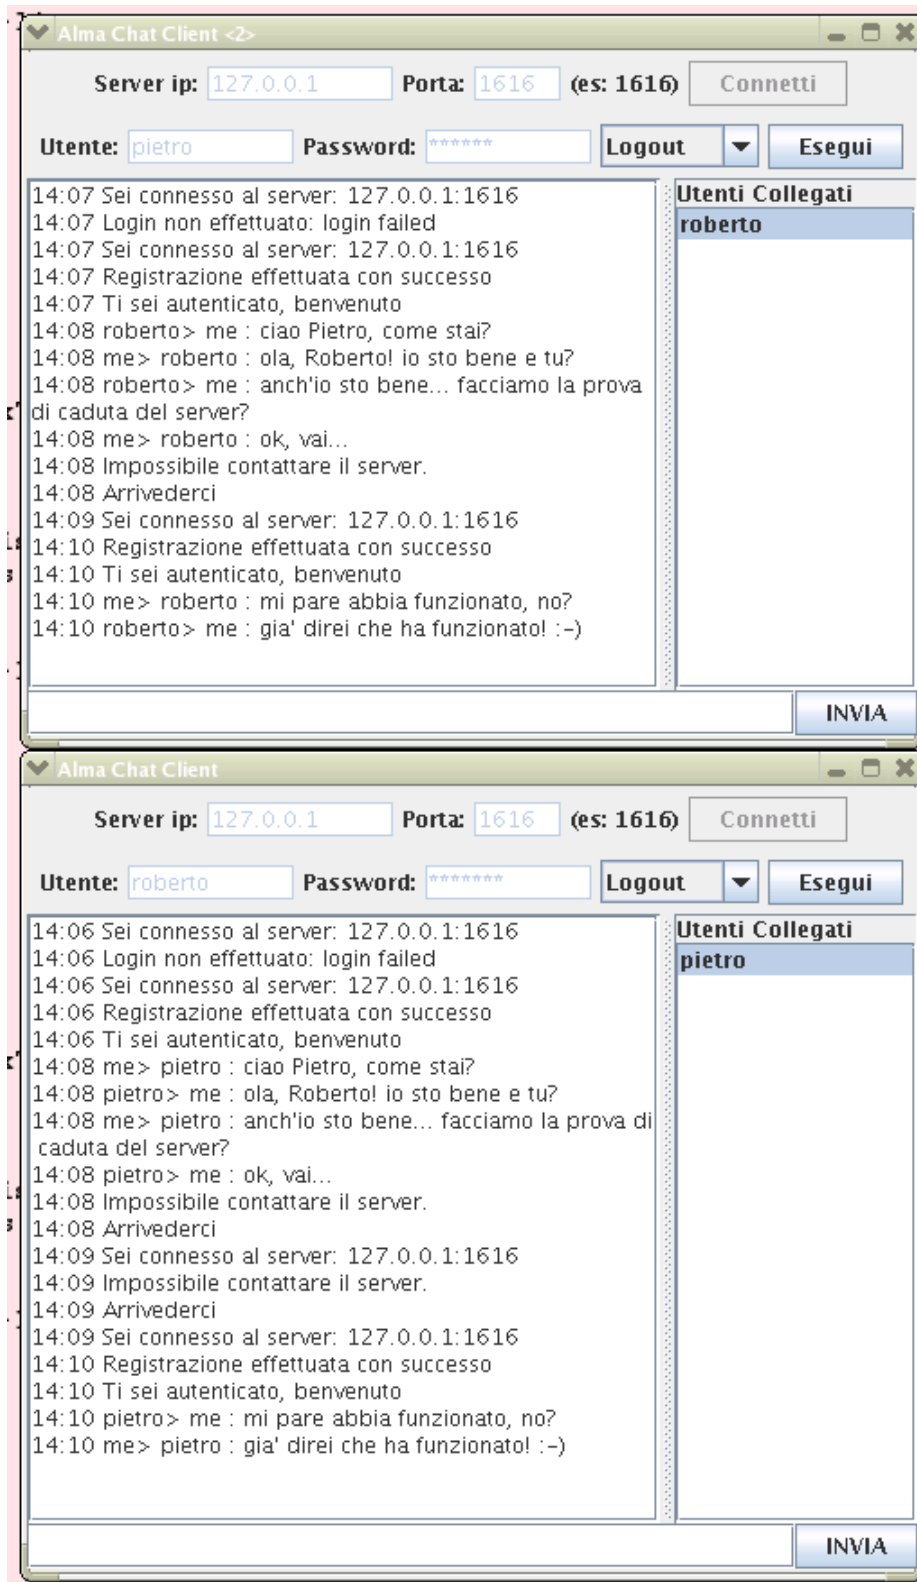 Alma Chat Client <2>
Server ip: 127.0.0.1 Porta: 1616 (es: 1616) Connetti
Utente: pietro Password: ****** Logout Esegui
14:07 Sei connesso al server: 127.0.0.1:1616
14:07 Login non effettuato: login failed
14:07 Sei connesso al server: 127.0.0.1:1616
14:07 Registrazione effettuata con successo
14:07 Ti sei autenticato, benvenuto
14:08 roberto> me : ciao Pietro, come stai?
14:08 me> roberto : ola, Roberto! io sto bene e tu?
14:08 roberto> me : anch'io sto bene... facciamo la prova
di caduta del server?
14:08 me> roberto : ok, vai...
14:08 Impossibile contattare il server.
14:08 Arrivederci
14:09 Sei connesso al server: 127.0.0.1:1616
14:10 Registrazione effettuata con successo
14:10 Ti sei autenticato, benvenuto
14:10 me> roberto : mi pare abbia funzionato, no?
14:10 roberto> me : gia' direi che ha funzionato! :-)
Utenti Collegati
roberto
INVIA
Alma Chat Client
Server ip: 127.0.0.1 Porta: 1616 (es: 1616) Connetti
Utente: roberto Password: ******* Logout Esegui
14:06 Sei connesso al server: 127.0.0.1:1616
14:06 Login non effettuato: login failed
14:06 Sei connesso al server: 127.0.0.1:1616
14:06 Registrazione effettuata con successo
14:06 Ti sei autenticato, benvenuto
14:08 me> pietro : ciao Pietro, come stai?
14:08 pietro> me : ola, Roberto! io sto bene e tu?
14:08 me> pietro : anch'io sto bene... facciamo la prova di
caduta del server?
14:08 pietro> me : ok, vai...
14:08 Impossibile contattare il server.
14:08 Arrivederci
14:09 Sei connesso al server: 127.0.0.1:1616
14:09 Impossibile contattare il server.
14:09 Arrivederci
14:09 Sei connesso al server: 127.0.0.1:1616
14:10 Registrazione effettuata con successo
14:10 Ti sei autenticato, benvenuto
14:10 pietro> me : mi pare abbia funzionato, no?
14:10 me> pietro : gia' direi che ha funzionato! :-)
Utenti Collegati
pietro
INVIA